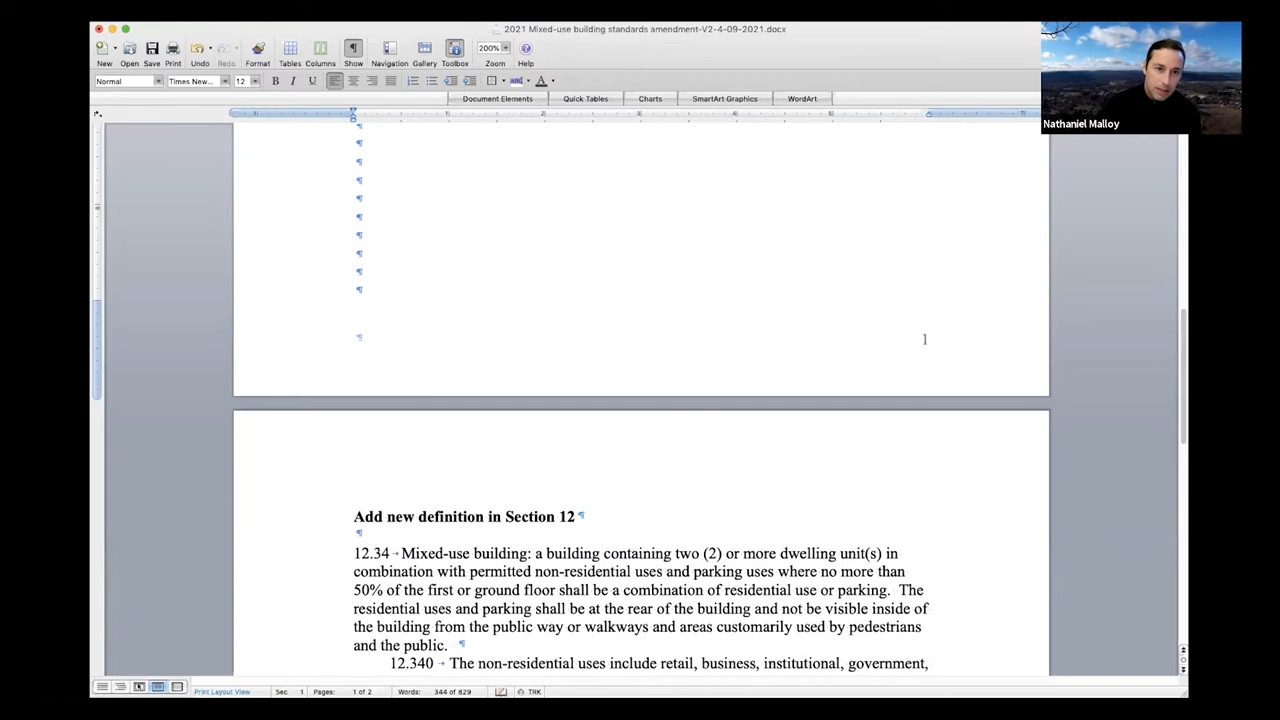 2021 Mixed-use building standards amendment-V2-4-09-2021.docx
New Open Save Print Undo Redo Format Tables Columns Show Navigation Gallery Toolbox Zoom Help
200%
Normal Times New... 12 B I U
Document Elements Quick Tables Charts SmartArt Graphics WordArt
Nathaniel Malloy
1
Add new definition in Section 12
12.34 Mixed-use building: a building containing two (2) or more dwelling unit(s) in
combination with permitted non-residential uses and parking uses where no more than
50% of the first or ground floor shall be a combination of residential use or parking. The
residential uses and parking shall be at the rear of the building and not be visible inside of
the building from the public way or walkways and areas customarily used by pedestrians
and the public.
12.340 The non-residential uses include retail, business, institutional, government,
Print Layout View Sec 1 Pages: 1 of 2 Words: 344 of 829 TRK